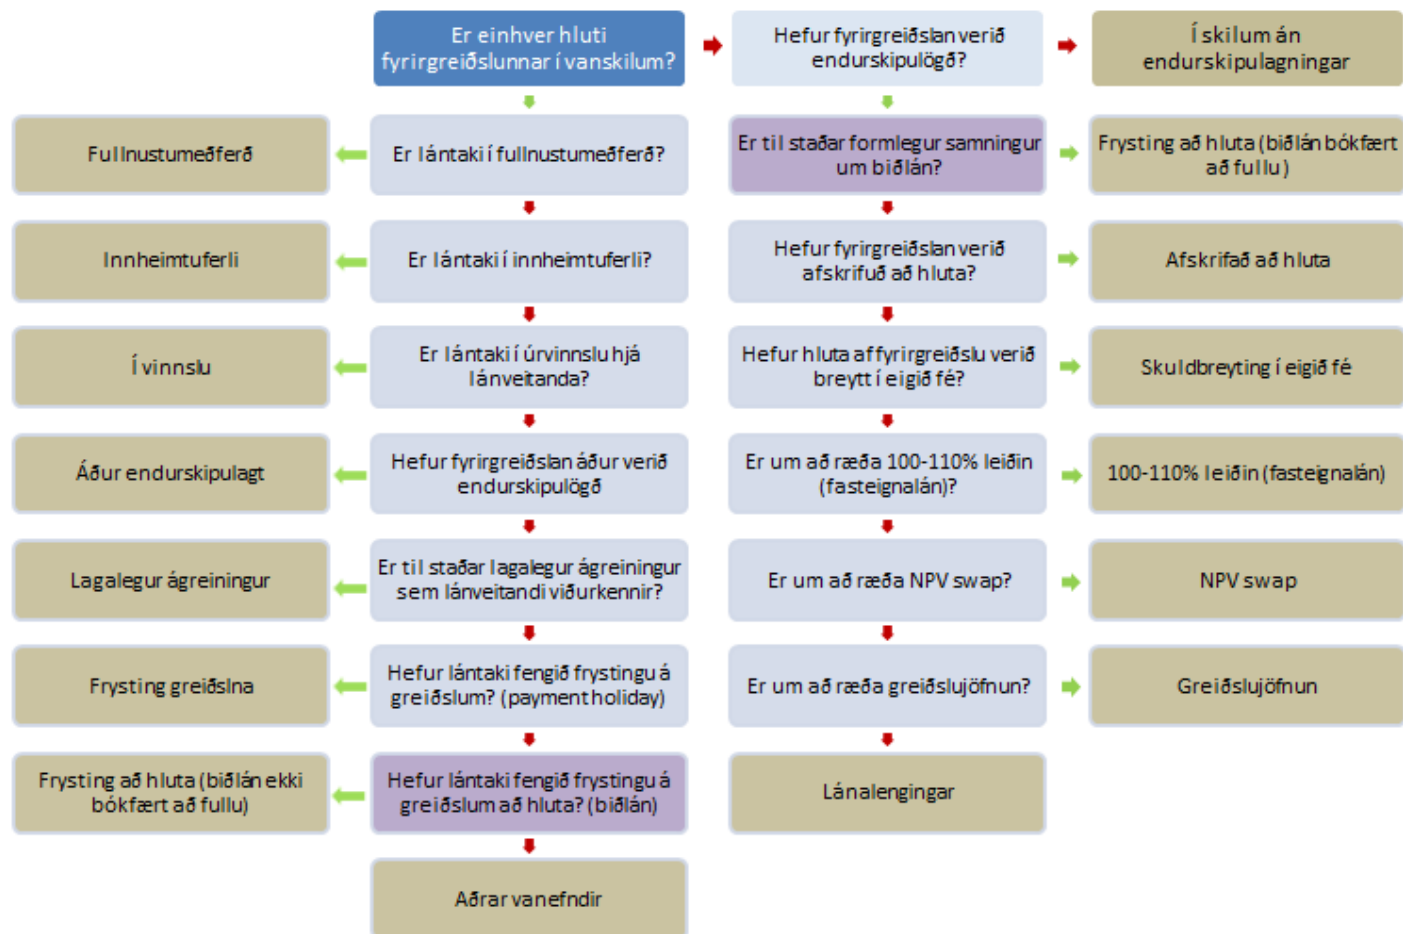 Er einhver hluti
fyrirgreiðslunnar í vanskilum?
Hefur fyrirgreiðslan verið
endurskipulögð?
Í skilum án
endurskipulagningar
Fullnustumeðferð
Er lántaki í fullnustumeðferð?
Er til staðar formlegur samningur
um biðlán?
Frysting að hluta (biðlán bókfært
að fullu)
Innheimtuferli
Er lántaki í innheimtuferli?
Hefur fyrirgreiðslan verið
afskrifuð að hluta?
Afskrifað að hluta
Í vinnslu
Er lántaki í úrvinnslu hjá
lánveitanda?
Hefur hluta af fyrirgreiðslu verið
breytt í eigið fé?
Skuldbreyting í eigið fé
Áður endurskipulagt
Hefur fyrirgreiðslan áður verið
endurskipulögð
Er um að ræða 100-110% leiðin
(fasteignalán)?
100-110% leiðin (fasteignalán)
Lagalegur ágreiningur
Er til staðar lagalegur ágreiningur
sem lánveitandi viðurkennir?
Er um að ræða NPV swap?
NPV swap
Frysting greiðslna
Hefur lántaki fengið frystingu á
greiðslum? (payment holiday)
Er um að ræða greiðslujöfnun?
Greiðslujöfnun
Frysting að hluta (biðlán ekki
bókfært að fullu)
Hefur lántaki fengið frystingu á
greiðslum að hluta? (biðlán)
Lánalengingar
Aðrar vanefndir